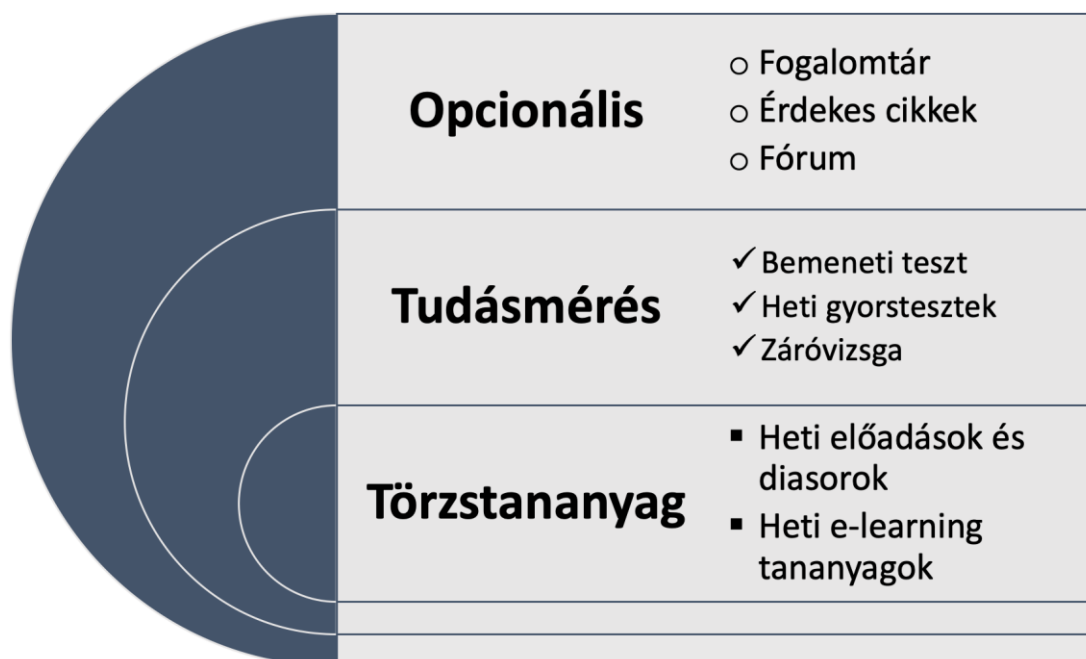 Opcionális
o Fogalomtár
o Érdekes cikkek
o Fórum
Tudásmérés
✓ Bemeneti teszt
✓ Heti gyorstesztek
✓ Záróvizsga
Törzstananyag
▪ Heti előadások és
diasorok
▪ Heti e-learning
tananyagok